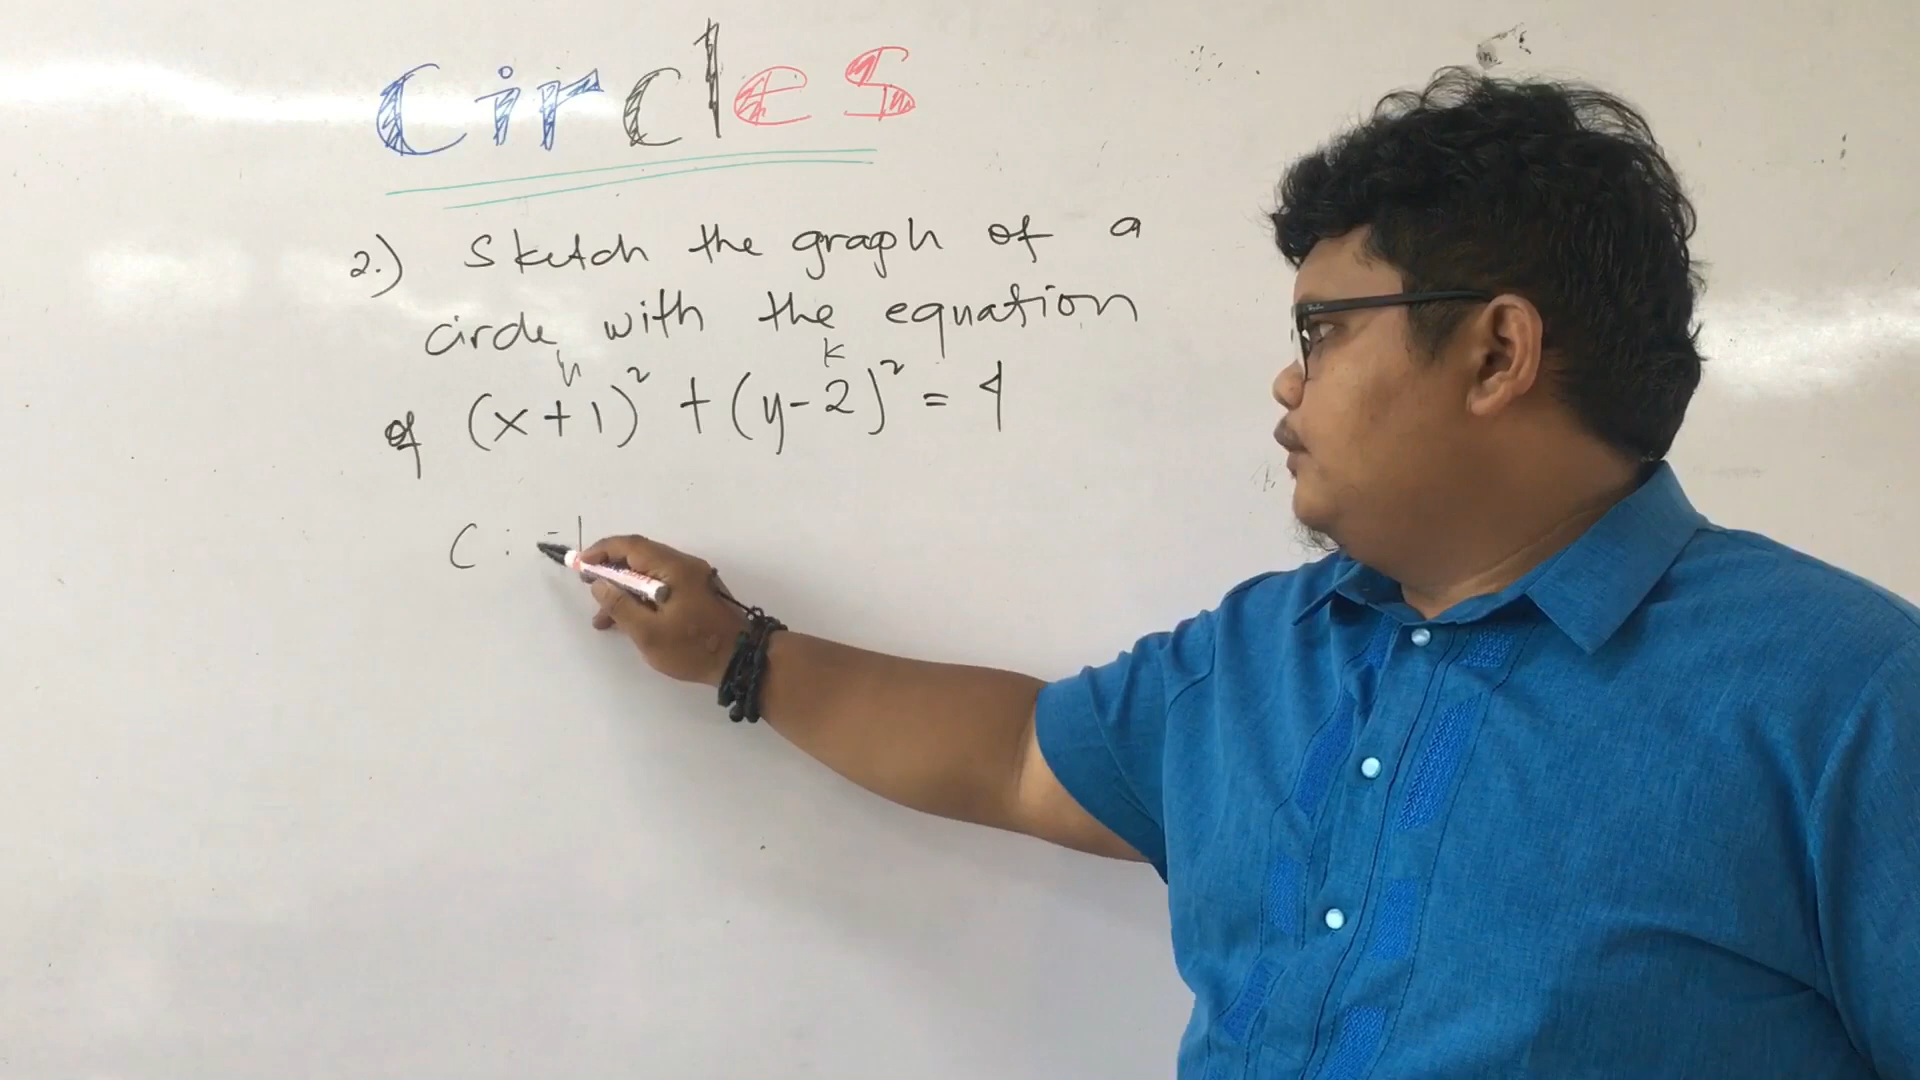 Circles
2.) Sketch the graph of a
circle with the equation
h k
of (x+1)² + (y-2)² = 4
C : -1